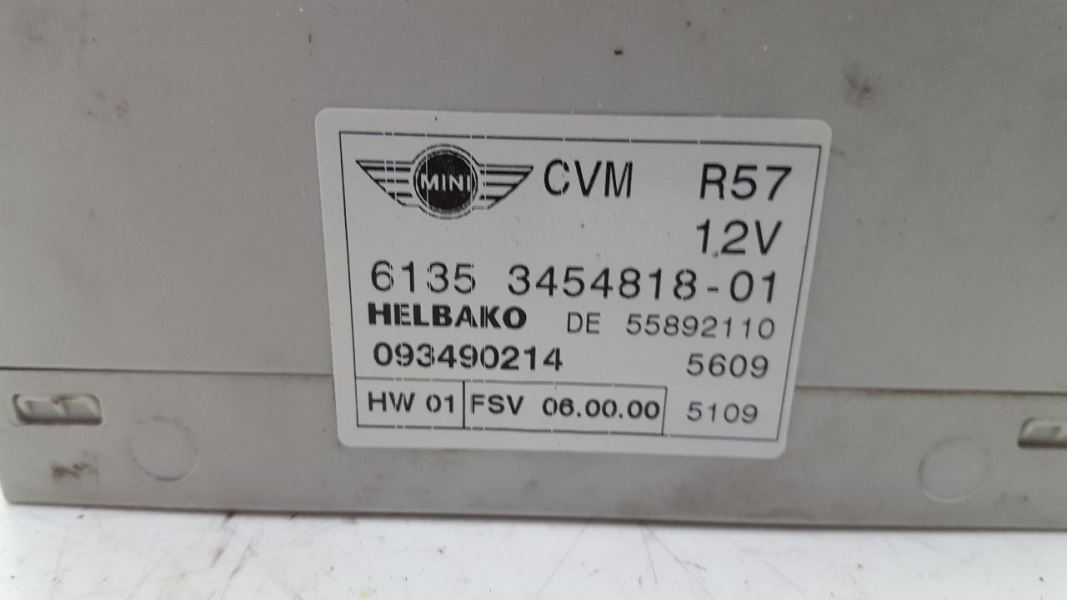 MINI CVM R57
12V
6135 3454818-01
HELBAKO DE 55892110
093490214 5609
HW 01 FSV 06.00.00 5109